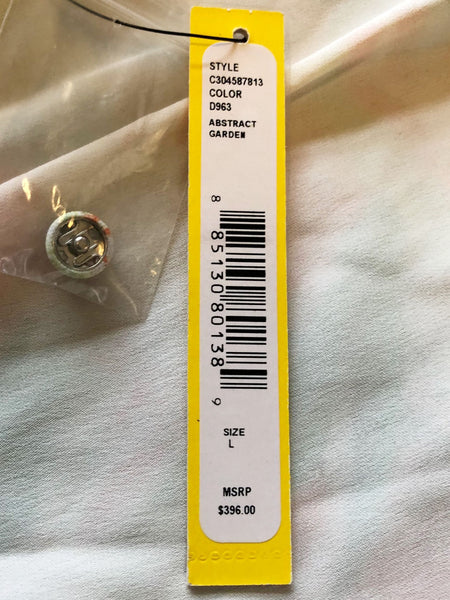 STYLE
C304587813
COLOR
D963
ABSTRACT
GARDEN
8 85130 80138 9
SIZE
L
MSRP
$396.00